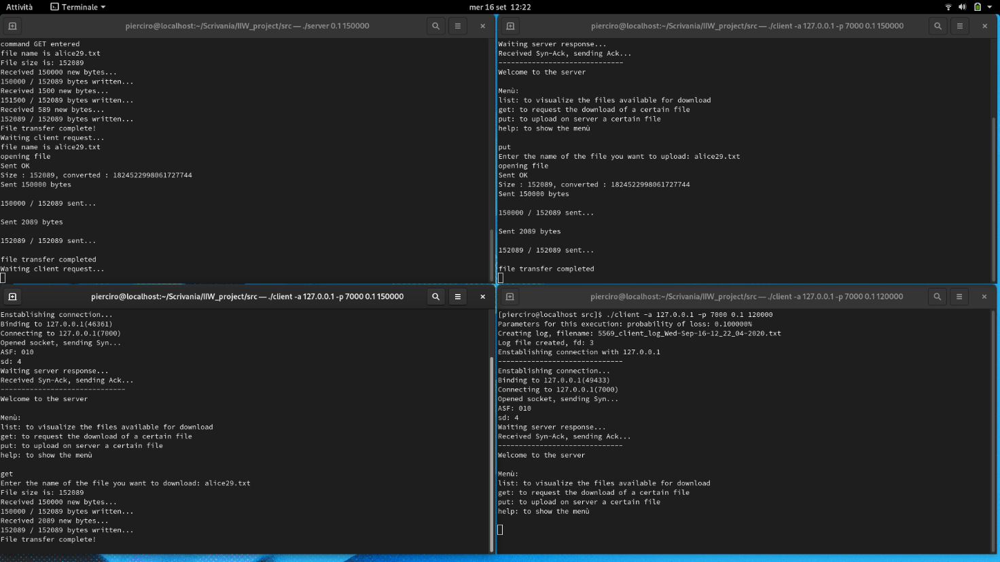 Attività
Terminale
mer 16 set  12:22
pierciro@localhost:~/Scrivania/IIW_project/src — ./server 0.1 150000
command GET entered
file name is alice29.txt
File size is: 152089
Received 150000 new bytes...
150000 / 152089 bytes written...
Received 1500 new bytes...
151500 / 152089 bytes written...
Received 589 new bytes...
152089 / 152089 bytes written...
File transfer complete!
Waiting client request...
file name is alice29.txt
opening file
Sent OK
Size : 152089, converted : 1824522998061727744
Sent 150000 bytes
150000 / 152089 sent...
Sent 2089 bytes
152089 / 152089 sent...
file transfer completed
Waiting client request...
pierciro@localhost:~/Scrivania/IIW_project/src — ./client -a 127.0.0.1 -p 7000 0.1 150000
Waiting server response...
Received Syn-Ack, sending Ack...
------------------------------
Welcome to the server
Menù:
list: to visualize the files available for download
get: to request the download of a certain file
put: to upload on server a certain file
help: to show the menù
put
Enter the name of the file you want to upload: alice29.txt
opening file
Sent OK
Size : 152089, converted : 1824522998061727744
Sent 150000 bytes
150000 / 152089 sent...
Sent 2089 bytes
152089 / 152089 sent...
file transfer completed
pierciro@localhost:~/Scrivania/IIW_project/src — ./client -a 127.0.0.1 -p 7000 0.1 150000
Enstablishing connection...
Binding to 127.0.0.1(46361)
Connecting to 127.0.0.1(7000)
Opened socket, sending Syn...
ASF: 010
sd: 4
Waiting server response...
Received Syn-Ack, sending Ack...
------------------------------
Welcome to the server
Menù:
list: to visualize the files available for download
get: to request the download of a certain file
put: to upload on server a certain file
help: to show the menù
get
Enter the name of the file you want to download: alice29.txt
File size is: 152089
Received 150000 new bytes...
150000 / 152089 bytes written...
Received 2089 new bytes...
152089 / 152089 bytes written...
File transfer complete!
pierciro@localhost:~/Scrivania/IIW_project/src — ./client -a 127.0.0.1 -p 7000 0.1 120000
[pierciro@localhost src]$ ./client -a 127.0.0.1 -p 7000 0.1 120000
Parameters for this execution: probability of loss: 0.100000%
Creating log, filename: 5569_client_log_Wed-Sep-16-12_22_04-2020.txt
Log file created, fd: 3
Enstablishing connection with 127.0.0.1
------------------------------
Enstablishing connection...
Binding to 127.0.0.1(49433)
Connecting to 127.0.0.1(7000)
Opened socket, sending Syn...
ASF: 010
sd: 4
Waiting server response...
Received Syn-Ack, sending Ack...
------------------------------
Welcome to the server
Menù:
list: to visualize the files available for download
get: to request the download of a certain file
put: to upload on server a certain file
help: to show the menù